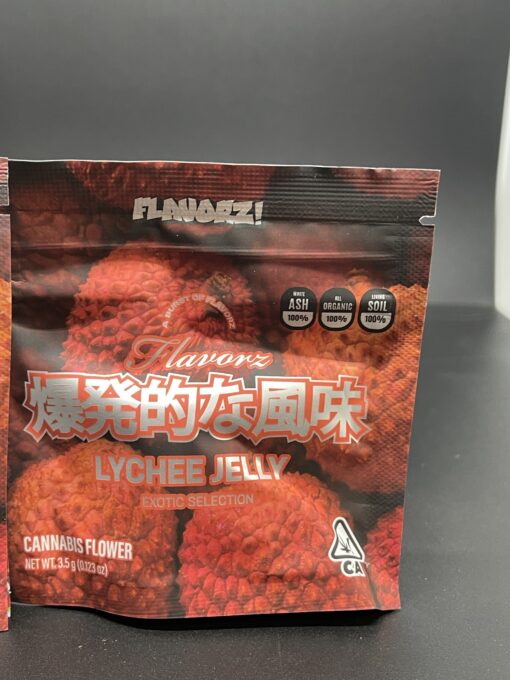 FLAVORZ!
A BURST OF FLAVORZ
WHITE
ASH
100%
ALL
ORGANIC
100%
LIVING
SOIL
100%
Flavorz
爆発的な風味
LYCHEE JELLY
EXOTIC SELECTION
CANNABIS FLOWER
NET WT. 3.5 g (0.123 oz)
CA